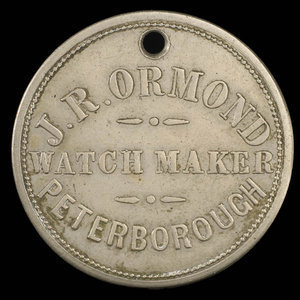 J.R. ORMOND
WATCH MAKER
PETERBOROUGH